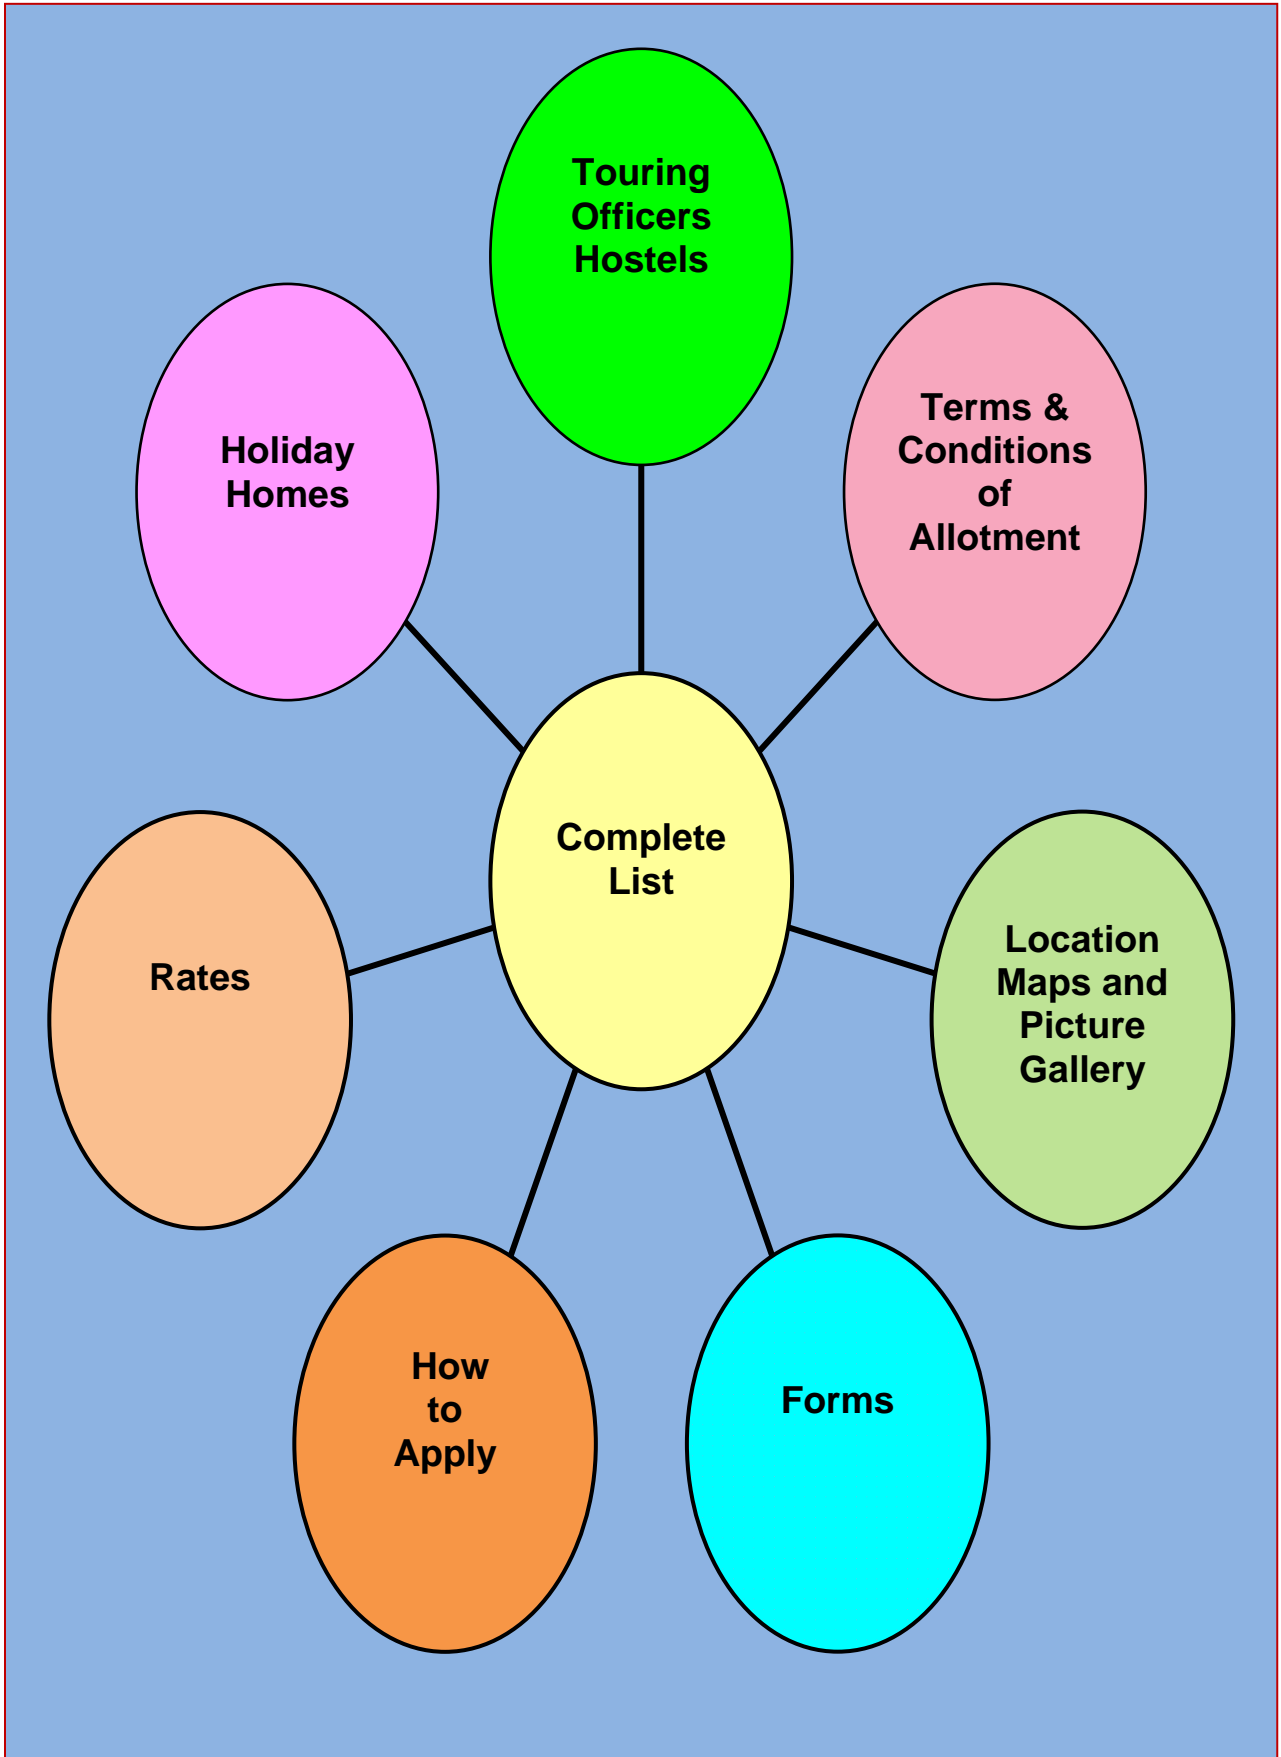 Touring
Officers
Hostels
Holiday
Homes
Terms &
Conditions
of
Allotment
Complete
List
Rates
Location
Maps and
Picture
Gallery
How
to
Apply
Forms